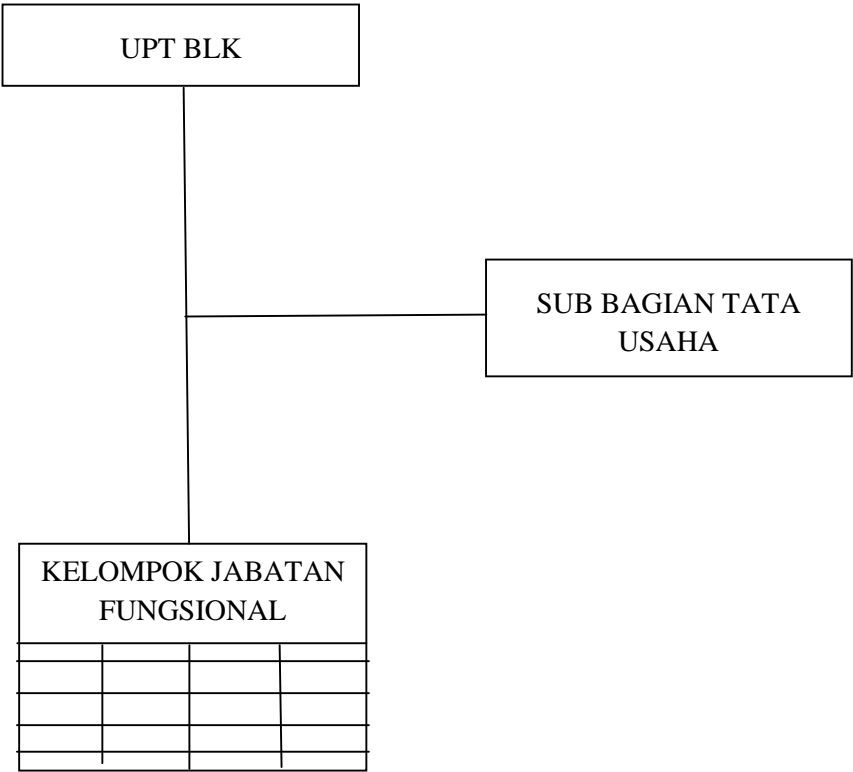 UPT BLK
SUB BAGIAN TATA
USAHA
KELOMPOK JABATAN
FUNGSIONAL